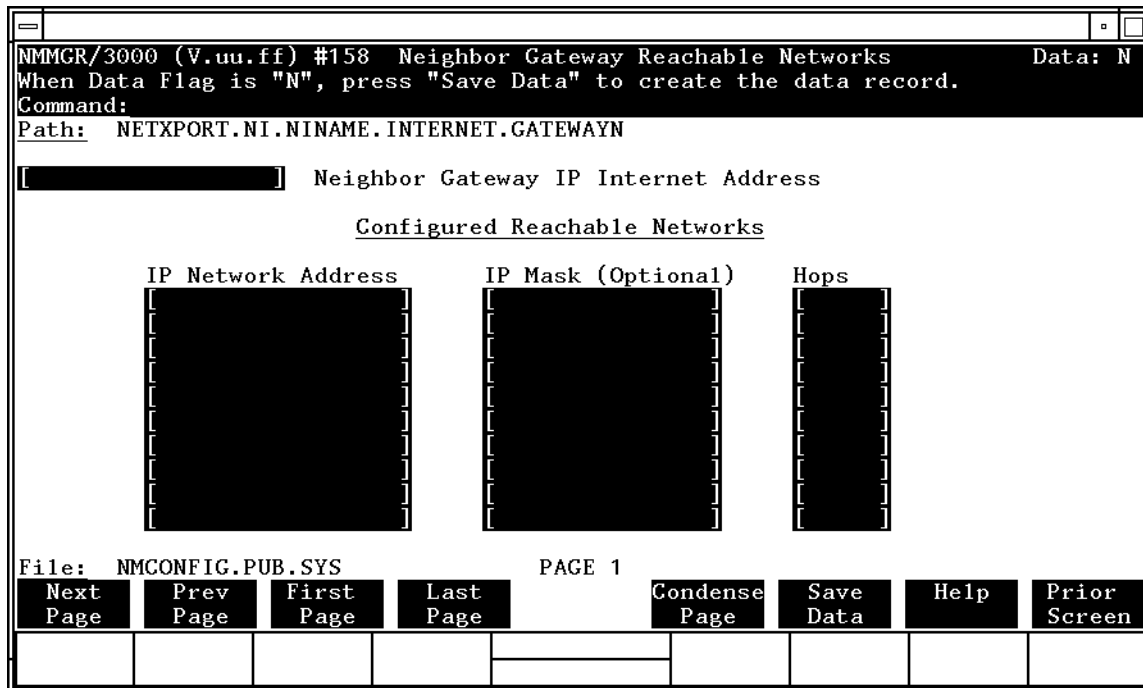 NMMGR/3000 (V.uu.ff) #158 Neighbor Gateway Reachable Networks Data: N
When Data Flag is "N", press "Save Data" to create the data record.
Command:
Path: NETXPORT.NI.NINAME.INTERNET.GATEWAYN
[ ] Neighbor Gateway IP Internet Address
Configured Reachable Networks
IP Network Address IP Mask (Optional) Hops
[ ] [ ] [ ]
[ ] [ ] [ ]
[ ] [ ] [ ]
[ ] [ ] [ ]
[ ] [ ] [ ]
[ ] [ ] [ ]
[ ] [ ] [ ]
[ ] [ ] [ ]
[ ] [ ] [ ]
[ ] [ ] [ ]
File: NMCONFIG.PUB.SYS PAGE 1
Next Prev First Last Condense Save Help Prior
Page Page Page Page Page Data Screen